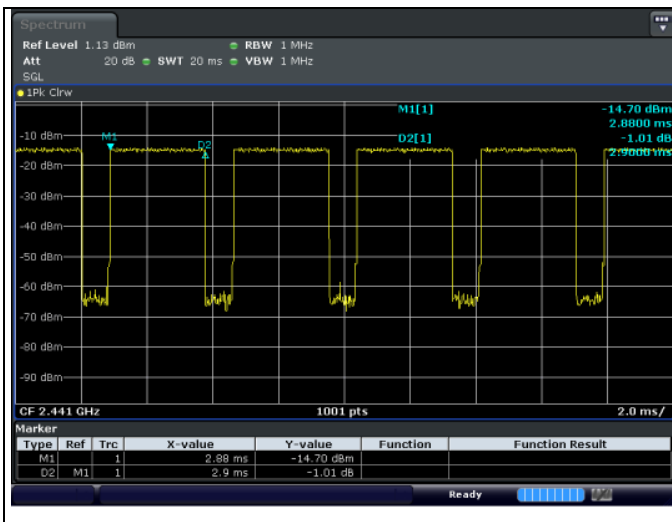 Spectrum
Ref Level 1.13 dBm RBW 1 MHz
Att 20 dB SWT 20 ms VBW 1 MHz
SGL
1Pk Clrw
M1[1] -14.70 dBm
2.8800 ms
-10 dBm
M1
D2
D2[1] -1.01 dB
2.9000 ms
-20 dBm
-30 dBm
-40 dBm
-50 dBm
-60 dBm
-70 dBm
-80 dBm
-90 dBm
CF 2.441 GHz 1001 pts 2.0 ms/
Marker
Type Ref Trc X-value Y-value Function Function Result
M1 1 2.88 ms -14.70 dBm
D2 M1 1 2.9 ms -1.01 dB
Ready